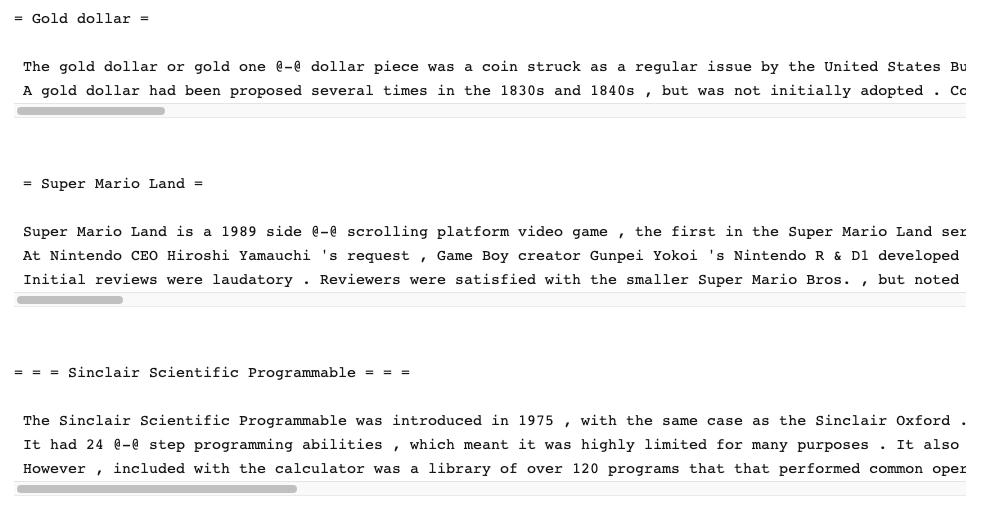 = Gold dollar =
The gold dollar or gold one @-@ dollar piece was a coin struck as a regular issue by the United States Bu
A gold dollar had been proposed several times in the 1830s and 1840s , but was not initially adopted . Co
= Super Mario Land =
Super Mario Land is a 1989 side @-@ scrolling platform video game , the first in the Super Mario Land ser
At Nintendo CEO Hiroshi Yamauchi 's request , Game Boy creator Gunpei Yokoi 's Nintendo R & D1 developed
Initial reviews were laudatory . Reviewers were satisfied with the smaller Super Mario Bros. , but noted
= = = Sinclair Scientific Programmable = = =
The Sinclair Scientific Programmable was introduced in 1975 , with the same case as the Sinclair Oxford .
It had 24 @-@ step programming abilities , which meant it was highly limited for many purposes . It also
However , included with the calculator was a library of over 120 programs that that performed common oper